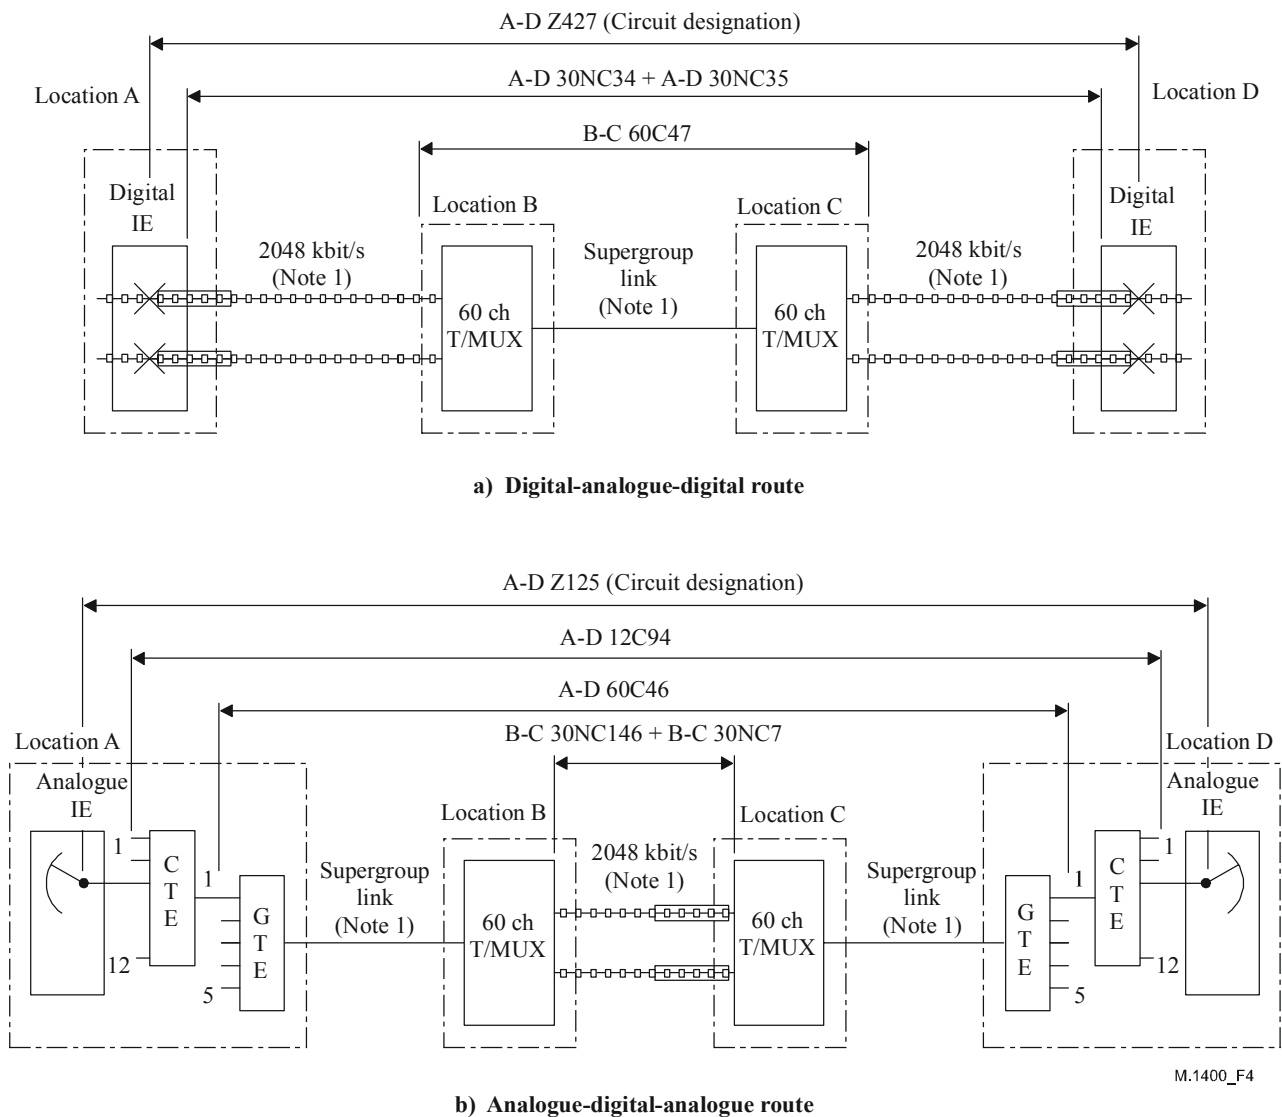 A-D Z427 (Circuit designation)
A-D 30NC34 + A-D 30NC35
Location A
Location D
B-C 60C47
Digital
IE
Location B
Location C
Digital
IE
2048 kbit/s
(Note 1)
Supergroup
link
(Note 1)
2048 kbit/s
(Note 1)
60 ch
T/MUX
60 ch
T/MUX
a) Digital-analogue-digital route
A-D Z125 (Circuit designation)
A-D 12C94
A-D 60C46
B-C 30NC146 + B-C 30NC7
Location A
Location D
Analogue
IE
Location B
Location C
Analogue
IE
1
C
T
E
12
1
G
T
E
5
Supergroup
link
(Note 1)
60 ch
T/MUX
2048 kbit/s
(Note 1)
60 ch
T/MUX
Supergroup
link
(Note 1)
G
T
E
1
5
C
T
E
1
12
M.1400_F4
b) Analogue-digital-analogue route